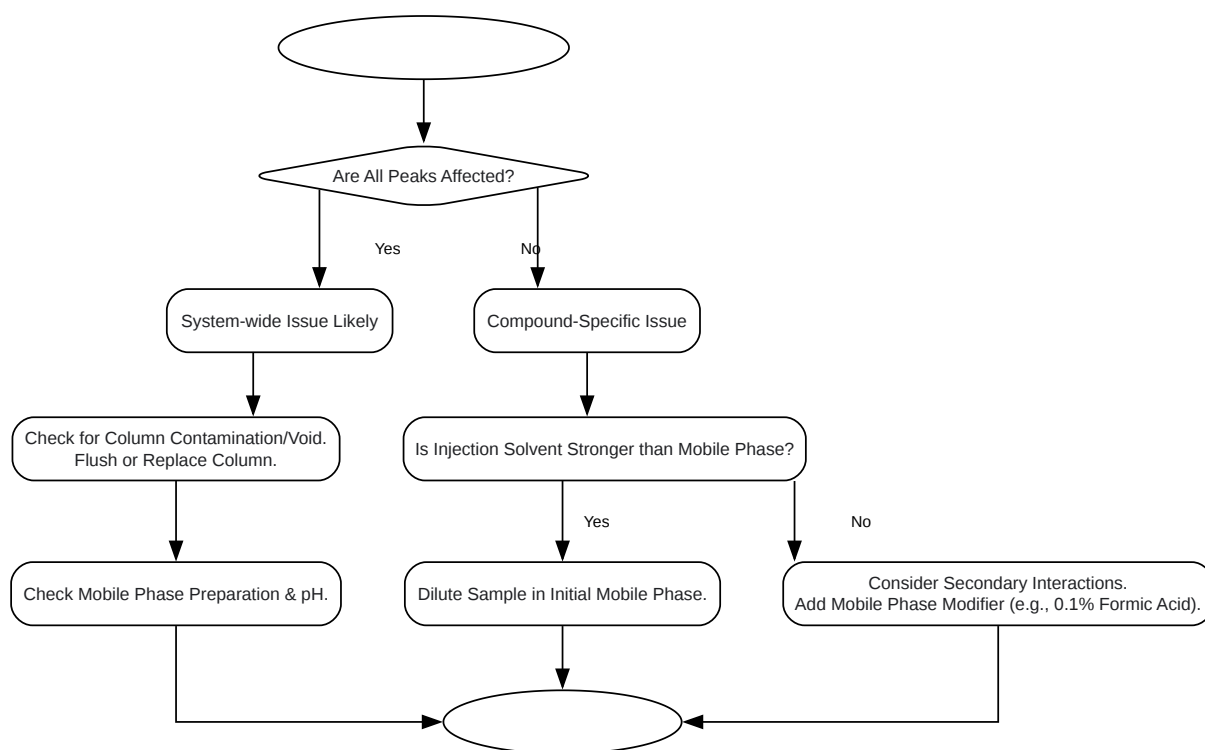 Are All Peaks Affected?
Yes
No
System-wide Issue Likely
Compound-Specific Issue
Check for Column Contamination/Void.
Flush or Replace Column.
Is Injection Solvent Stronger than Mobile Phase?
Yes
No
Check Mobile Phase Preparation & pH.
Dilute Sample in Initial Mobile Phase.
Consider Secondary Interactions.
Add Mobile Phase Modifier (e.g., 0.1% Formic Acid).